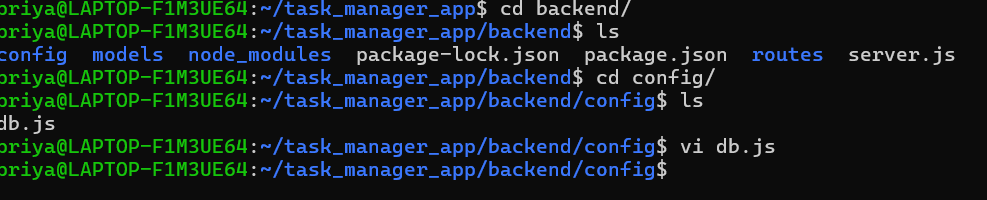 priya@LAPTOP-F1M3UE64:~/task_manager_app$ cd backend/
priya@LAPTOP-F1M3UE64:~/task_manager_app/backend$ ls
config  models  node_modules  package-lock.json  package.json  routes  server.js
priya@LAPTOP-F1M3UE64:~/task_manager_app/backend$ cd config/
priya@LAPTOP-F1M3UE64:~/task_manager_app/backend/config$ ls
db.js
priya@LAPTOP-F1M3UE64:~/task_manager_app/backend/config$ vi db.js
priya@LAPTOP-F1M3UE64:~/task_manager_app/backend/config$